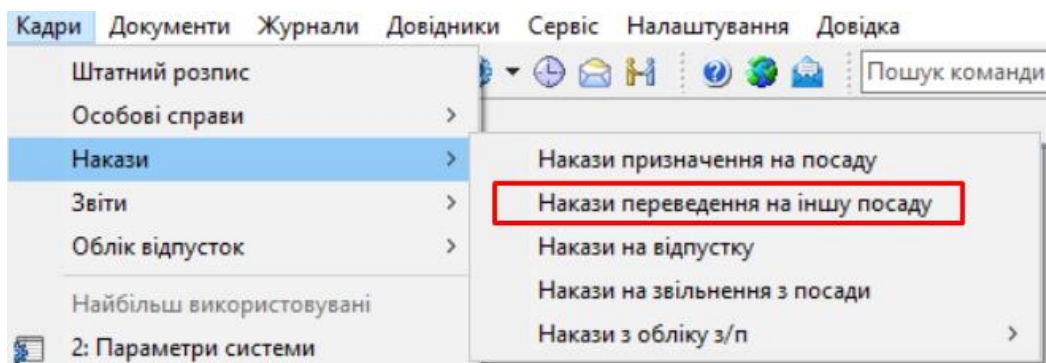 Кадри Документи Журнали Довідники Сервіс Налаштування Довідка
Штатний розпис
Пошук команди
Особові справи
Накази
Звіти
Облік відпусток
Найбільш використовувані
2: Параметри системи
Накази призначення на посаду
Накази переведення на іншу посаду
Накази на відпустку
Накази на звільнення з посади
Накази з обліку з/п